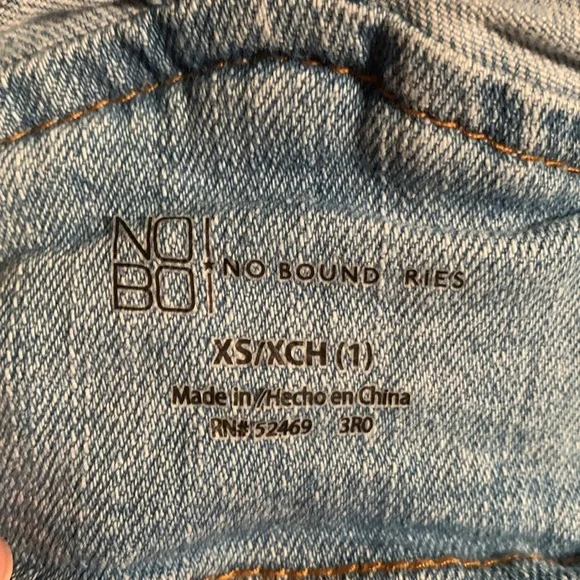 NO
BO
NO BOUND RIES
XS/XCH (1)
Made in/Hecho en China
RN# 52469 3R0